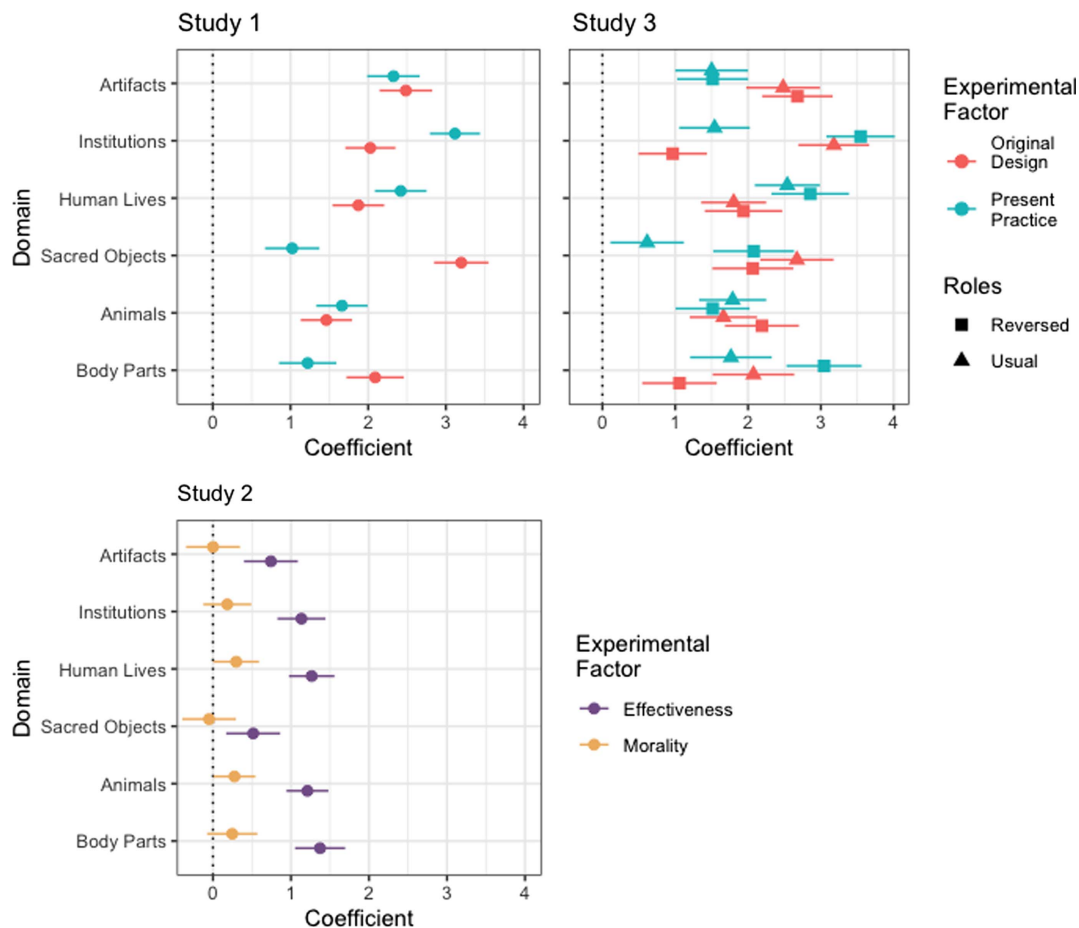 Study 1
Domain
Artifacts
Institutions
Human Lives
Sacred Objects
Animals
Body Parts
0 1 2 3 4
Coefficient
Study 3
0 1 2 3 4
Coefficient
Experimental
Factor
Original
Design
Present
Practice
Roles
Reversed
Usual
Study 2
Domain
Artifacts
Institutions
Human Lives
Sacred Objects
Animals
Body Parts
0 1 2 3 4
Coefficient
Experimental
Factor
Effectiveness
Morality